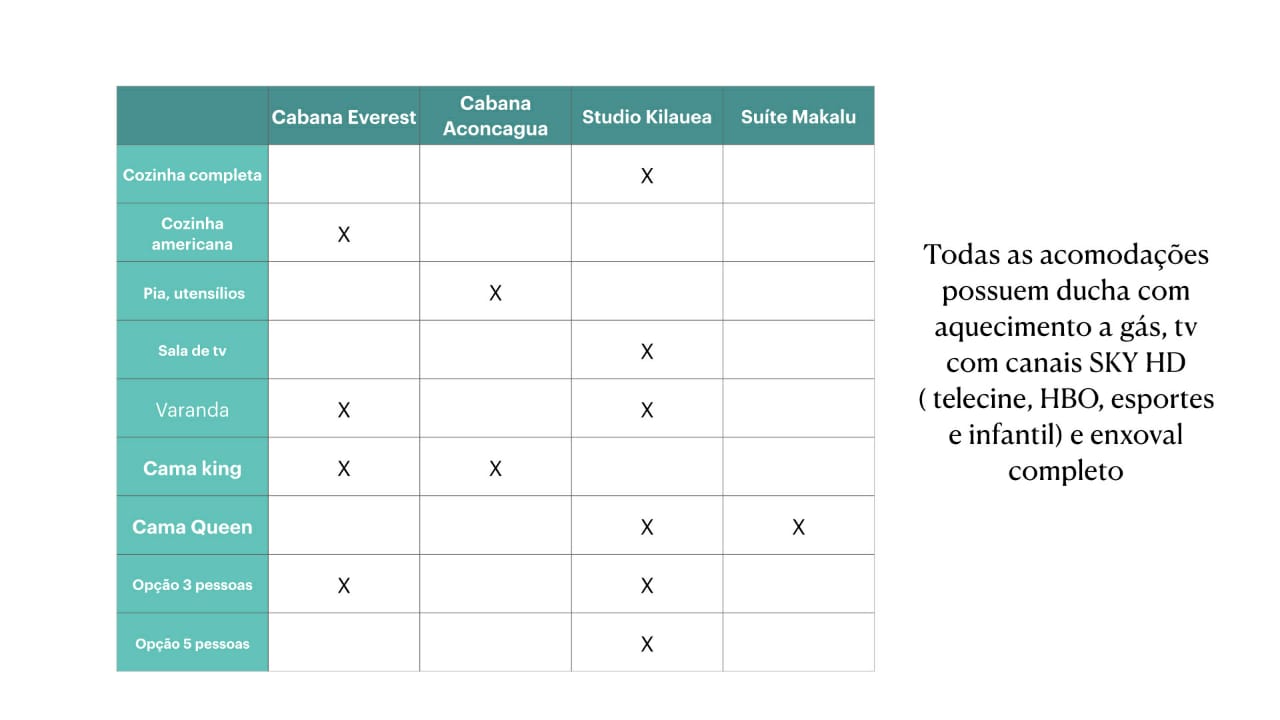 Cabana Everest
Cabana
Aconcagua
Studio Kilauea
Suíte Makalu
Cozinha completa
X
Cozinha
americana
X
Pia, utensílios
X
Sala de tv
X
Varanda
X
X
Cama king
X
X
Cama Queen
X
X
Opção 3 pessoas
X
X
Opção 5 pessoas
X
Todas as acomodações
possuem ducha com
aquecimento a gás, tv
com canais SKY HD
( telecine, HBO, esportes
e infantil) e enxoval
completo